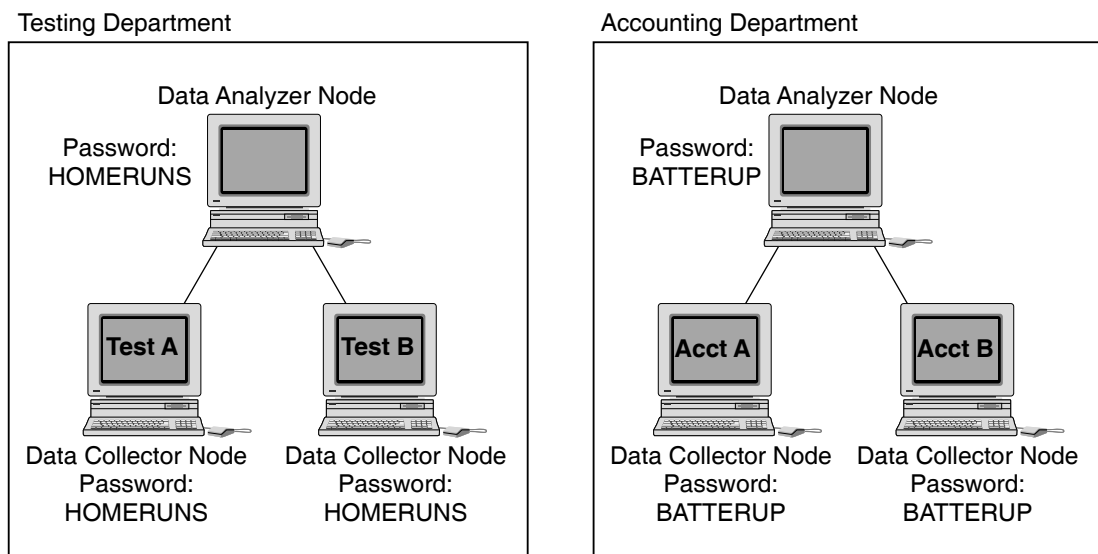 Testing Department
Data Analyzer Node
Password:
HOMERUNS
Test A
Test B
Data Collector Node
Password:
HOMERUNS
Data Collector Node
Password:
HOMERUNS
Accounting Department
Data Analyzer Node
Password:
BATTERUP
Acct A
Acct B
Data Collector Node
Password:
BATTERUP
Data Collector Node
Password:
BATTERUP